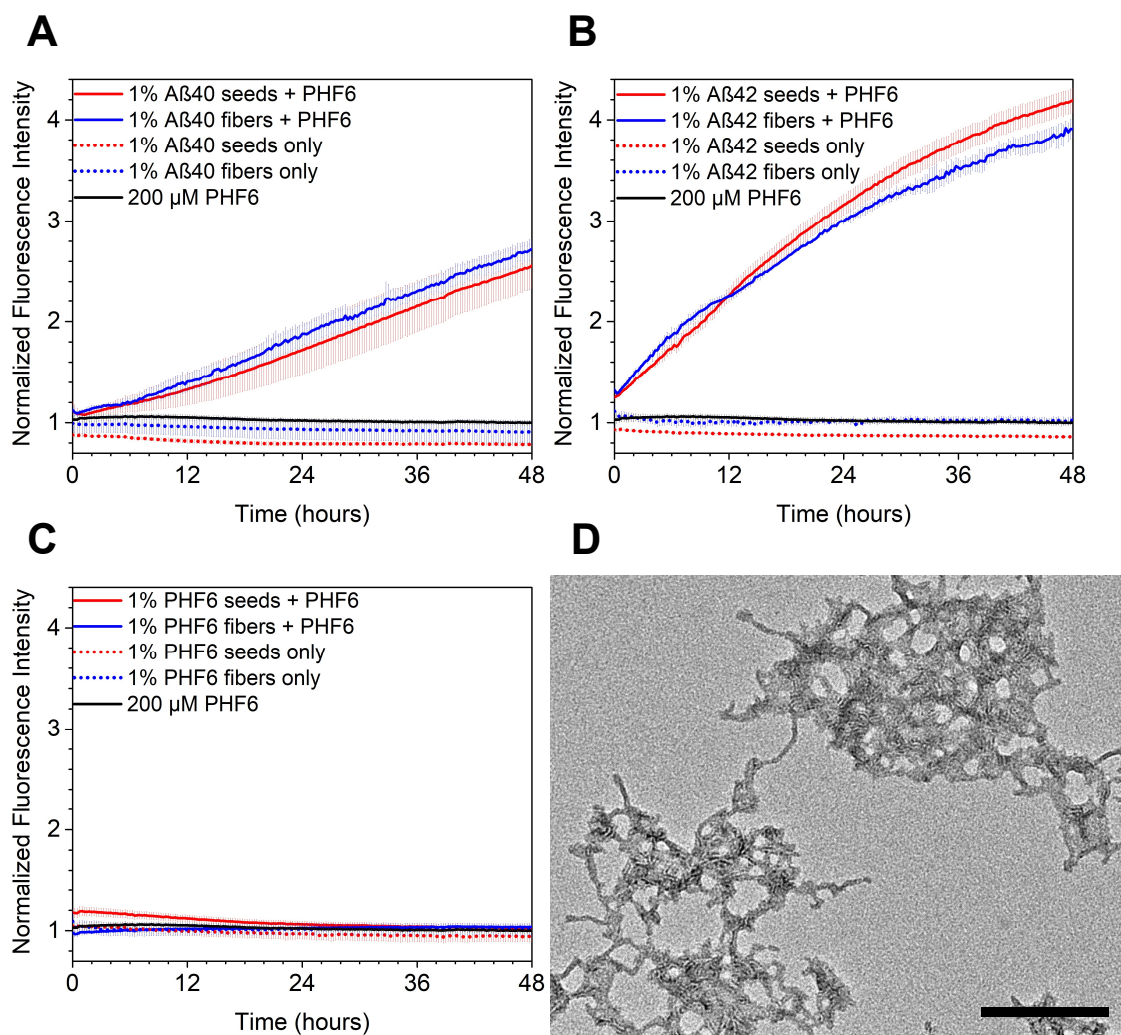 A
Normalized Fluorescence Intensity
4
3
2
1
1% Aß40 seeds + PHF6
1% Aß40 fibers + PHF6
1% Aß40 seeds only
1% Aß40 fibers only
200 µM PHF6
0
12
24
36
48
Time (hours)
B
Normalized Fluorescence Intensity
4
3
2
1
1% Aß42 seeds + PHF6
1% Aß42 fibers + PHF6
1% Aß42 seeds only
1% Aß42 fibers only
200 µM PHF6
0
12
24
36
48
Time (hours)
C
Normalized Fluorescence Intensity
4
3
2
1
1% PHF6 seeds + PHF6
1% PHF6 fibers + PHF6
1% PHF6 seeds only
1% PHF6 fibers only
200 µM PHF6
0
12
24
36
48
Time (hours)
D